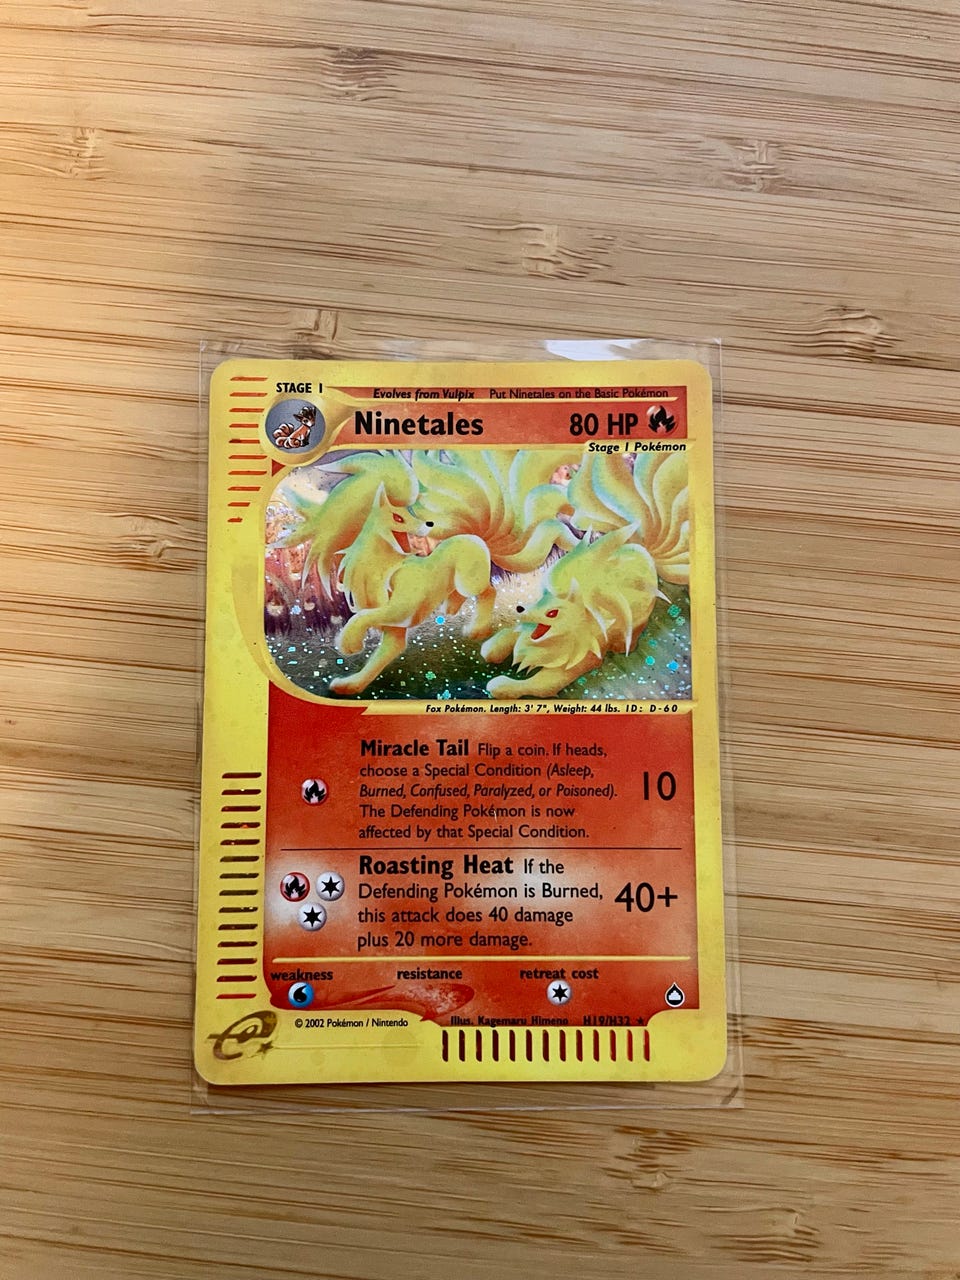 STAGE 1
Evolves from Vulpix Put Ninetales on the Basic Pokémon
Ninetales 80 HP
Stage 1 Pokémon
Fox Pokémon. Length: 3' 7", Weight: 44 lbs. ID: D-60
Miracle Tail Flip a coin. If heads,
choose a Special Condition (Asleep,
Burned, Confused, Paralyzed, or Poisoned).
The Defending Pokémon is now
affected by that Special Condition.
10
Roasting Heat If the
Defending Pokémon is Burned,
this attack does 40 damage
plus 20 more damage.
40+
weakness resistance retreat cost
© 2002 Pokémon / Nintendo Illus. Kagemaru Himeno H19/H32 ★
e